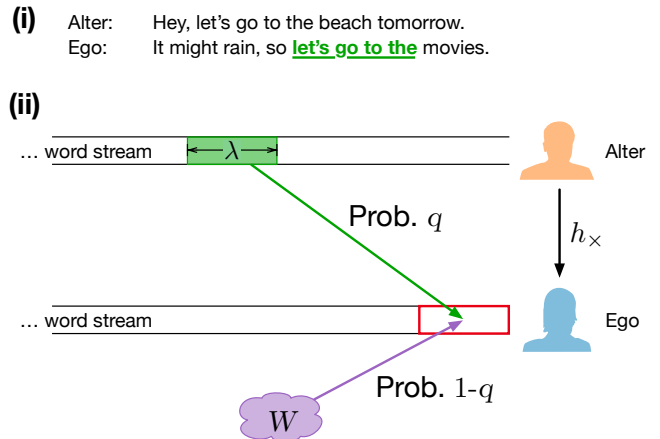 (i)
Alter: Hey, let's go to the beach tomorrow.
Ego: It might rain, so let's go to the movies.
(ii)
... word stream
λ
Alter
Prob. q
h×
... word stream
Ego
Prob. 1-q
W